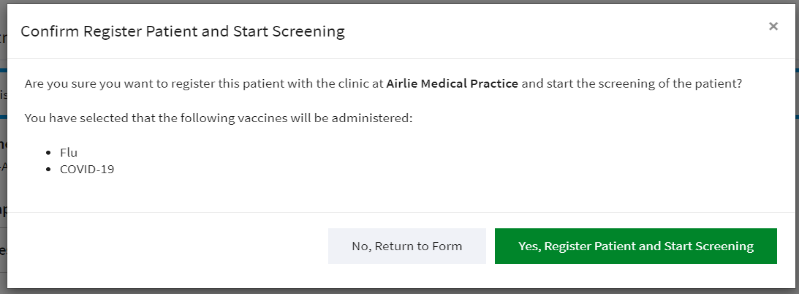 Confirm Register Patient and Start Screening
×
Are you sure you want to register this patient with the clinic at Airlie Medical Practice and start the screening of the patient?
You have selected that the following vaccines will be administered:
• Flu
• COVID-19
No, Return to Form
Yes, Register Patient and Start Screening